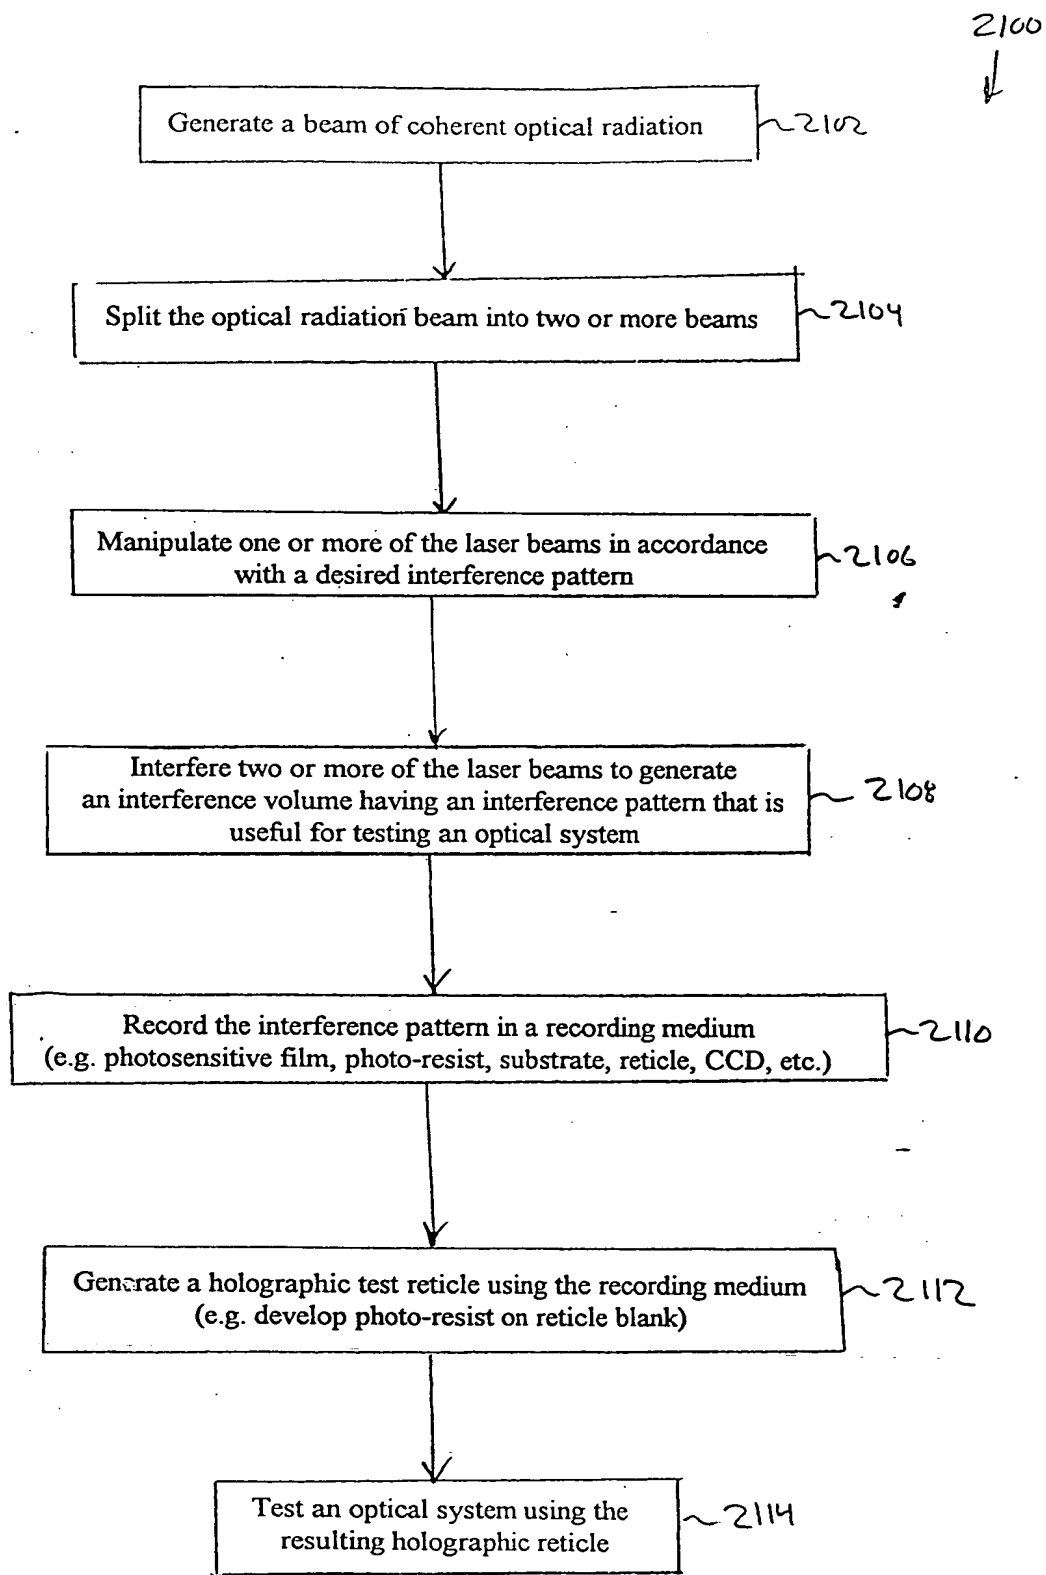 2100
Generate a beam of coherent optical radiation
2102
Split the optical radiation beam into two or more beams
2104
Manipulate one or more of the laser beams in accordance
with a desired interference pattern
2106
Interfere two or more of the laser beams to generate
an interference volume having an interference pattern that is
useful for testing an optical system
2108
Record the interference pattern in a recording medium
(e.g. photosensitive film, photo-resist, substrate, reticle, CCD, etc.)
2110
Generate a holographic test reticle using the recording medium
(e.g. develop photo-resist on reticle blank)
2112
Test an optical system using the
resulting holographic reticle
2114